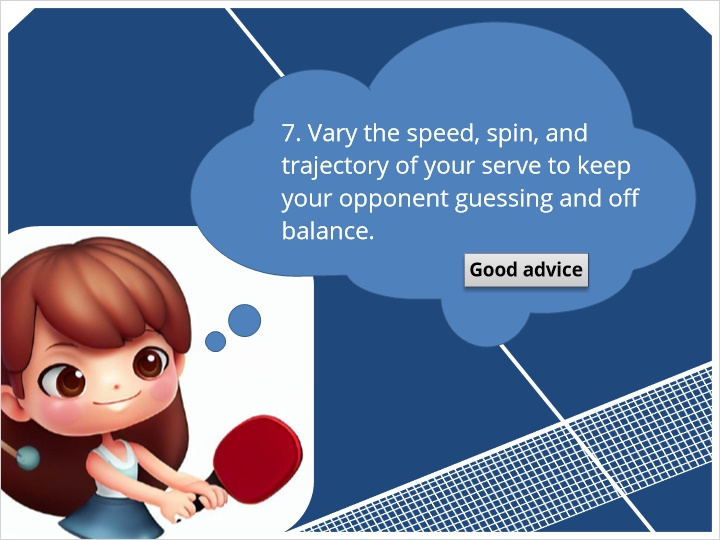 7. Vary the speed, spin, and
trajectory of your serve to keep
your opponent guessing and off
balance.
Good advice